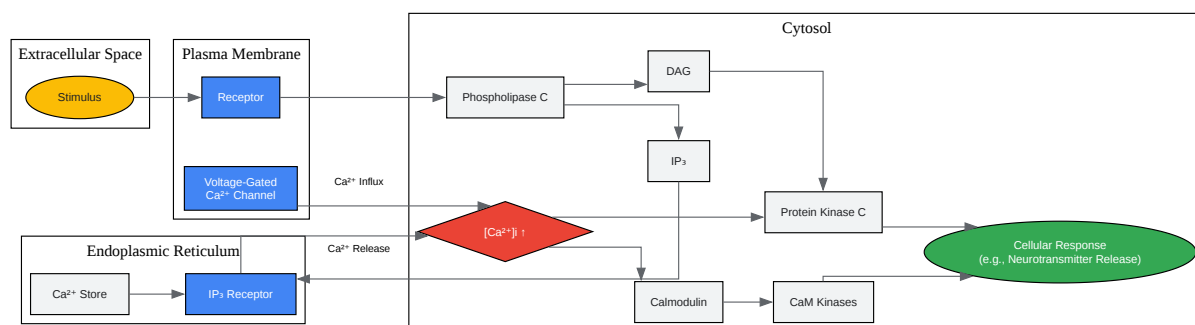 Cytosol
Extracellular Space
Plasma Membrane
Stimulus
Receptor
Phospholipase C
DAG
IP₃
Voltage-Gated
Ca²⁺ Channel
Ca²⁺ Influx
Protein Kinase C
[Ca²⁺]i ↑
Ca²⁺ Release
Endoplasmic Reticulum
Ca²⁺ Store
IP₃ Receptor
Calmodulin
CaM Kinases
Cellular Response
(e.g., Neurotransmitter Release)